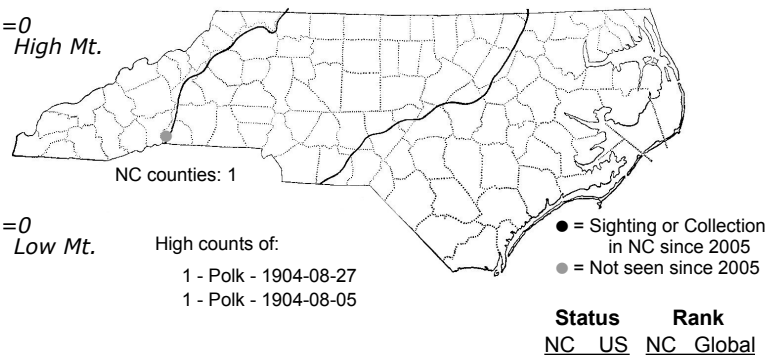 =0
High Mt.
NC counties: 1
=0
Low Mt.
High counts of:
1 - Polk - 1904-08-27
1 - Polk - 1904-08-05
● = Sighting or Collection
in NC since 2005
● = Not seen since 2005
Status Rank
NC US NC Global